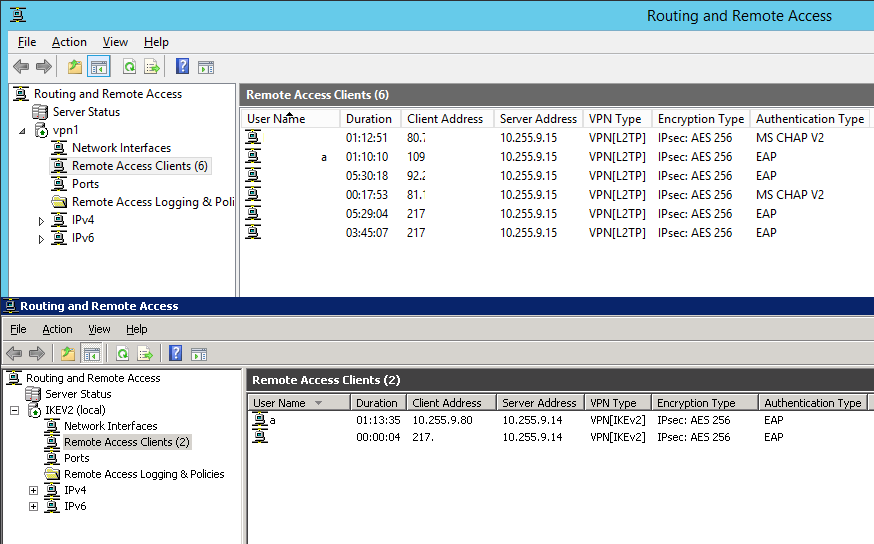 Routing and Remote Access
File Action View Help
Routing and Remote Access
Server Status
vpn1
Network Interfaces
Remote Access Clients (6)
Ports
Remote Access Logging & Poli
IPv4
IPv6
Remote Access Clients (6)
User Name Duration Client Address Server Address VPN Type Encryption Type Authentication Type
01:12:51 80. 10.255.9.15 VPN[L2TP] IPsec: AES 256 MS CHAP V2
a 01:10:10 109 10.255.9.15 VPN[L2TP] IPsec: AES 256 EAP
05:30:18 92. 10.255.9.15 VPN[L2TP] IPsec: AES 256 EAP
00:17:53 81. 10.255.9.15 VPN[L2TP] IPsec: AES 256 MS CHAP V2
05:29:04 217 10.255.9.15 VPN[L2TP] IPsec: AES 256 EAP
03:45:07 217 10.255.9.15 VPN[L2TP] IPsec: AES 256 EAP
Routing and Remote Access
File Action View Help
Routing and Remote Access
Server Status
IKEV2 (local)
Network Interfaces
Remote Access Clients (2)
Ports
Remote Access Logging & Policies
IPv4
IPv6
Remote Access Clients (2)
User Name Duration Client Address Server Address VPN Type Encryption Type Authentication Type
a 01:13:35 10.255.9.80 10.255.9.14 VPN[IKEv2] IPsec: AES 256 EAP
00:00:04 217. 10.255.9.14 VPN[IKEv2] IPsec: AES 256 EAP